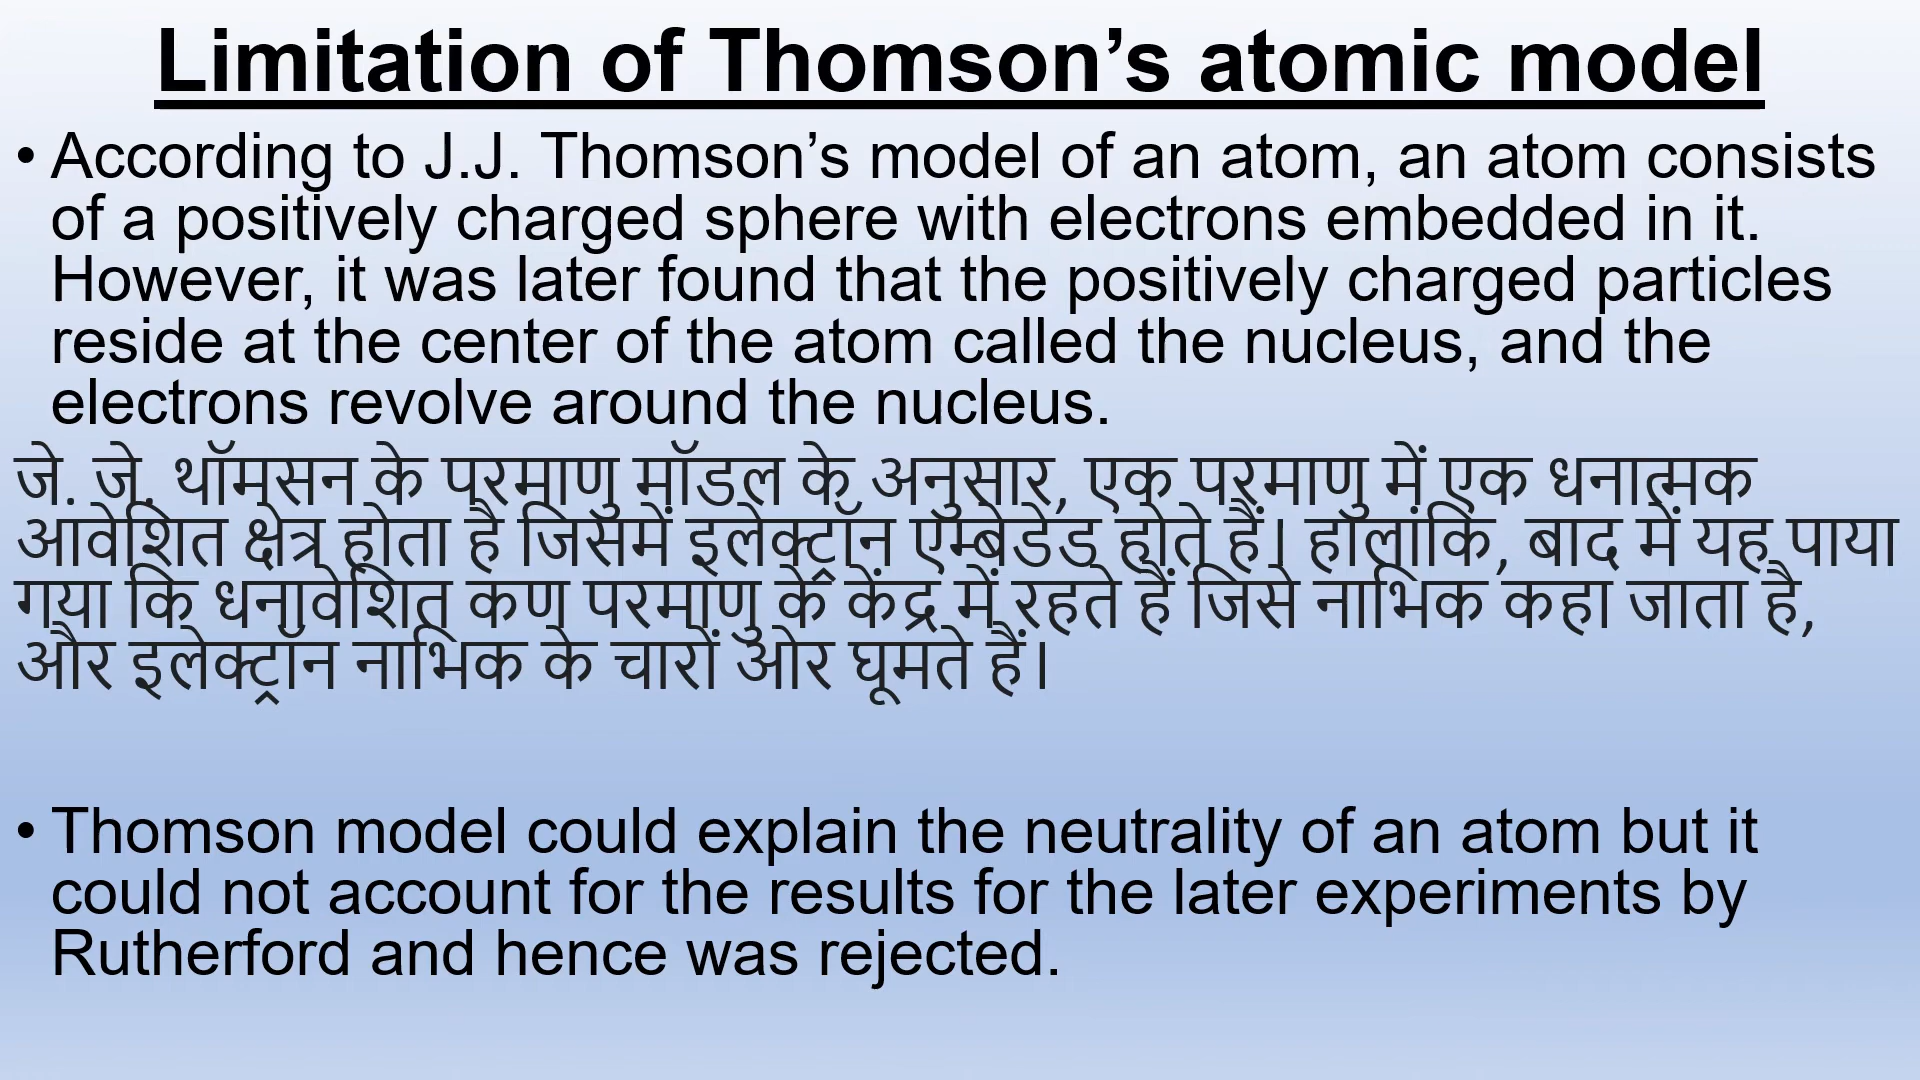 Limitation of Thomson’s atomic model
• According to J.J. Thomson’s model of an atom, an atom consists
of a positively charged sphere with electrons embedded in it.
However, it was later found that the positively charged particles
reside at the center of the atom called the nucleus, and the
electrons revolve around the nucleus.
जे. जे. थॉमसन के परमाणु मॉडल के अनुसार, एक परमाणु में एक धनात्मक
आवेशित क्षेत्र होता है जिसमें इलेक्ट्रॉन एम्बेडेड होते हैं। हालांकि, बाद में यह पाया
गया कि धनावेशित कण परमाणु के केंद्र में रहते हैं जिसे नाभिक कहा जाता है,
और इलेक्ट्रॉन नाभिक के चारों ओर घूमते हैं।
• Thomson model could explain the neutrality of an atom but it
could not account for the results for the later experiments by
Rutherford and hence was rejected.